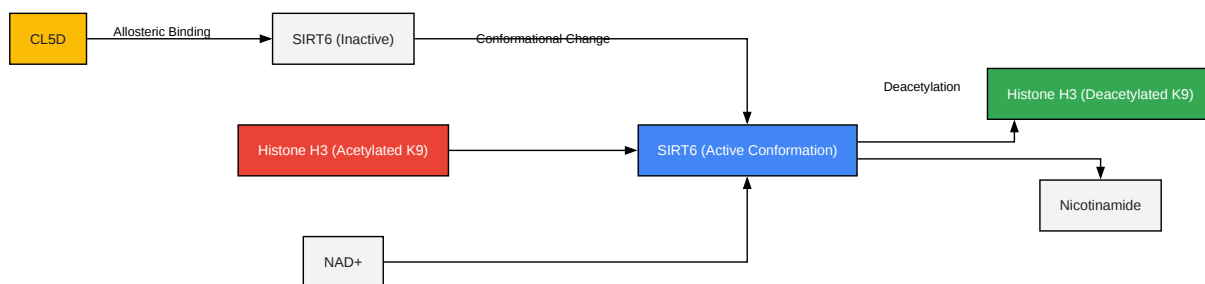 CL5D
Allosteric Binding
SIRT6 (Inactive)
Conformational Change
Deacetylation
Histone H3 (Deacetylated K9)
Histone H3 (Acetylated K9)
SIRT6 (Active Conformation)
Nicotinamide
NAD+